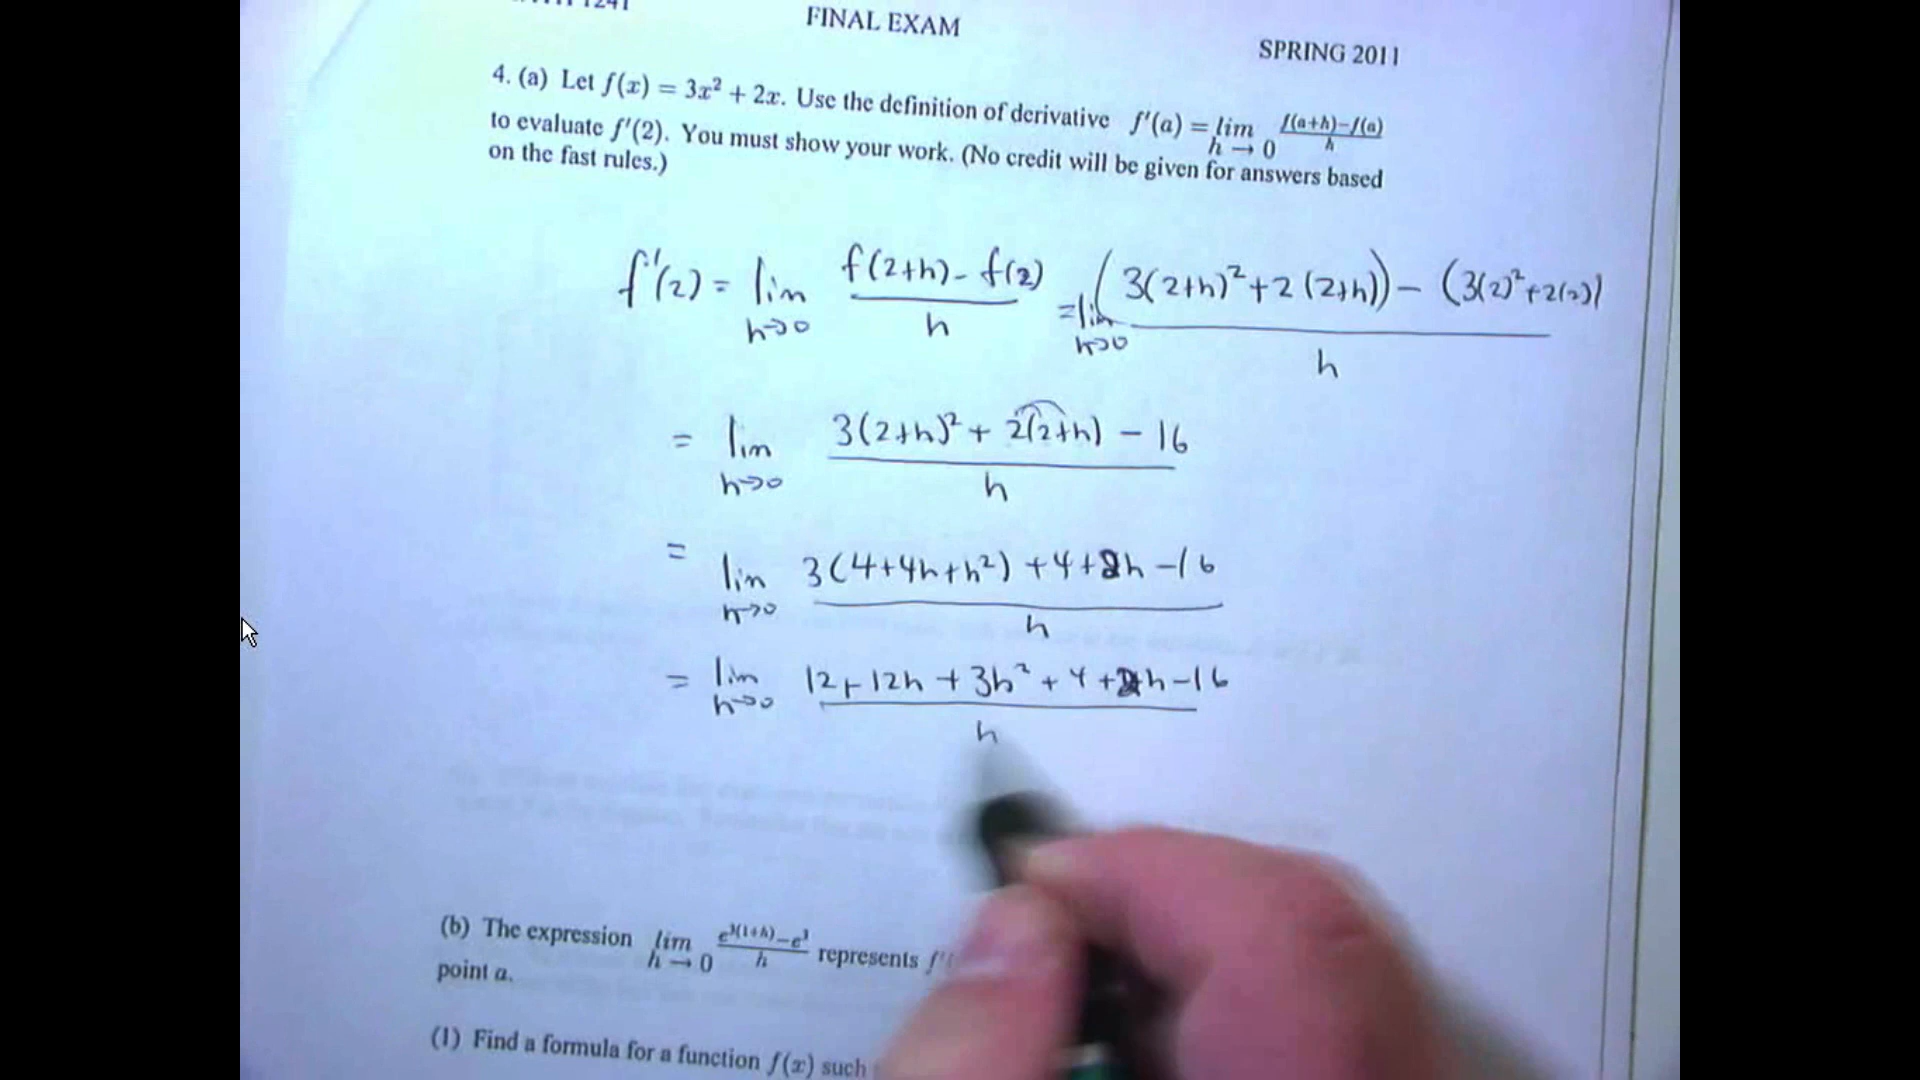 1241
FINAL EXAM
SPRING 2011
4. (a) Let f(x) = 3x² + 2x. Use the definition of derivative f'(a) = lim h → 0 f(a+h)−f(a) / h
to evaluate f'(2). You must show your work. (No credit will be given for answers based
on the fast rules.)
f'(2) = lim h→0 f(2+h) - f(2) / h = lim h→0 (3(2+h)² + 2(2+h)) - (3(2)² + 2(2)) / h
= lim h→0 3(2+h)² + 2(2+h) - 16 / h
= lim h→0 3(4+4h+h²) + 4 + 2h - 16 / h
= lim h→0 12 + 12h + 3h² + 4 + 2h - 16 / h
(b) The expression lim h → 0 e³⁽¹⁺ʰ⁾−e³ / h represents
point a.
(1) Find a formula for a function f(x) such